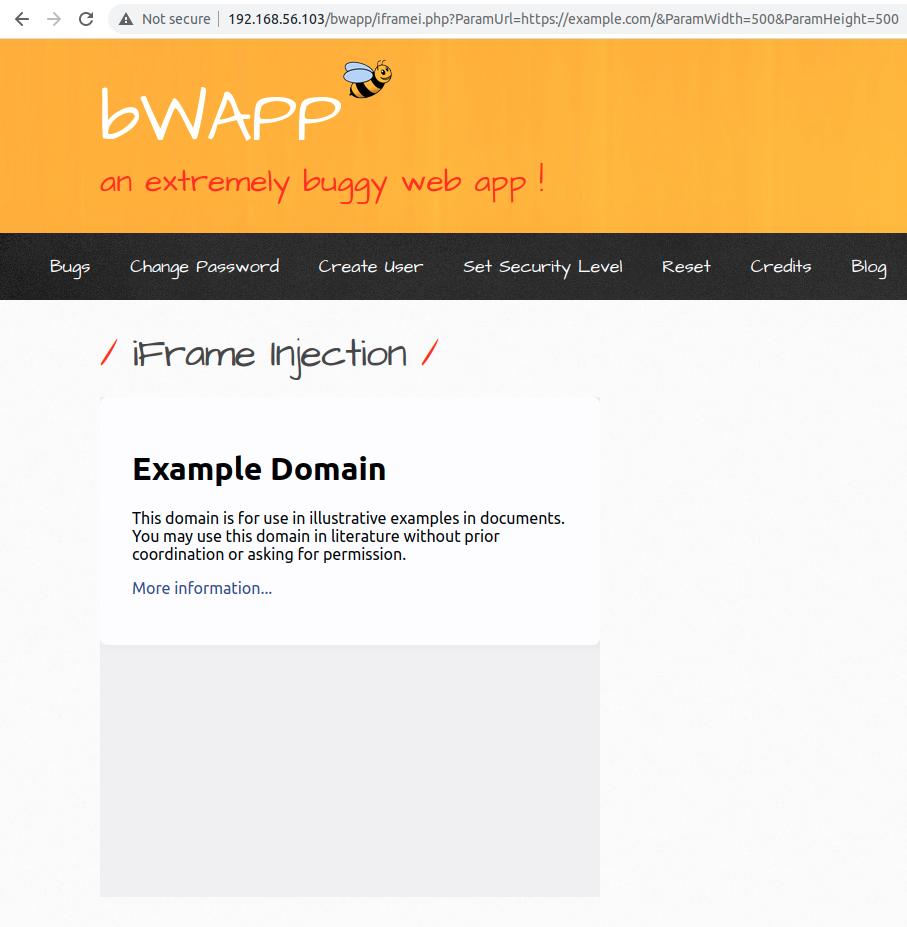 Not secure 192.168.56.103/bwapp/iframei.php?ParamUrl=https://example.com/&ParamWidth=500&ParamHeight=500
bWAPP
an extremely buggy web app !
Bugs Change Password Create User Set Security Level Reset Credits Blog
/ iFrame Injection /
Example Domain
This domain is for use in illustrative examples in documents.
You may use this domain in literature without prior
coordination or asking for permission.
More information...